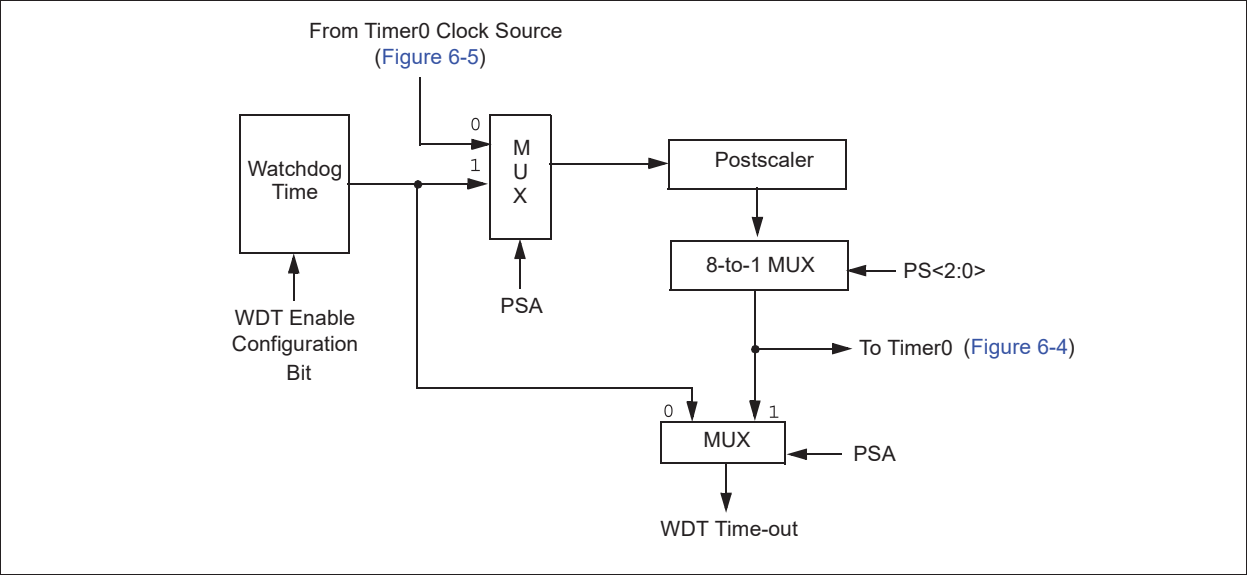 From Timer0 Clock Source
(Figure 6-5)
0
1
M
U
X
Watchdog
Time
Postscaler
8-to-1 MUX
PS<2:0>
PSA
WDT Enable
Configuration
Bit
To Timer0 (Figure 6-4)
0
1
MUX
PSA
WDT Time-out